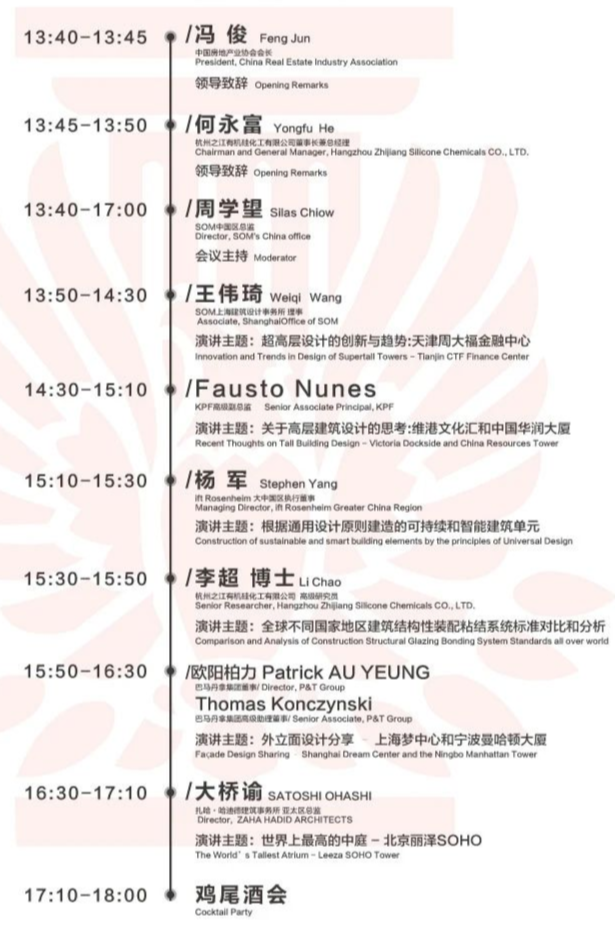 13:40-13:45 /冯 俊 Feng Jun
中国房地产业协会会长
President, China Real Estate Industry Association
领导致辞 Opening Remarks
13:45-13:50 /何永富 Yongfu He
杭州之江有机硅化工有限公司董事长兼总经理
Chairman and General Manager, Hangzhou Zhijiang Silicone Chemicals CO., LTD.
领导致辞 Opening Remarks
13:40-17:00 /周学望 Silas Chiow
SOM中国区总监
Director, SOM's China office
会议主持 Moderator
13:50-14:30 /王伟琦 Weiqi Wang
SOM上海建筑设计事务所 理事
Associate, ShanghaiOffice of SOM
演讲主题：超高层设计的创新与趋势:天津周大福金融中心
Innovation and Trends in Design of Supertall Towers - Tianjin CTF Finance Center
14:30-15:10 /Fausto Nunes
KPF高级副总监 Senior Associate Principal, KPF
演讲主题：关于高层建筑设计的思考:维港文化汇和中国华润大厦
Recent Thoughts on Tall Building Design - Victoria Dockside and China Resources Tower
15:10-15:30 /杨 军 Stephen Yang
ift Rosenheim 大中国区执行董事
Managing Director, ift Rosenheim Greater China Region
演讲主题：根据通用设计原则建造的可持续和智能建筑单元
Construction of sustainable and smart building elements by the principles of Universal Design
15:30-15:50 /李超 博士 Li Chao
杭州之江有机硅化工有限公司 高级研究员
Senior Researcher, Hangzhou Zhijiang Silicone Chemicals CO., LTD.
演讲主题：全球不同国家地区建筑结构性装配粘结系统标准对比和分析
Comparison and Analysis of Construction Structural Glazing Bonding System Standards all over world
15:50-16:30 /欧阳柏力 Patrick AU YEUNG
巴马丹拿集团董事/ Director, P&T Group
Thomas Konczynski
巴马丹拿集团高级助理董事/ Senior Associate, P&T Group
演讲主题：外立面设计分享 - 上海梦中心和宁波曼哈顿大厦
Façade Design Sharing Shanghai Dream Center and the Ningbo Manhattan Tower
16:30-17:10 /大桥谕 SATOSHI OHASHI
扎哈·哈迪德建筑事务所 亚太区总监
Director, ZAHA HADID ARCHITECTS
演讲主题：世界上最高的中庭 - 北京丽泽SOHO
The World's Tallest Atrium - Leeza SOHO Tower
17:10-18:00 鸡尾酒会
Cocktail Party